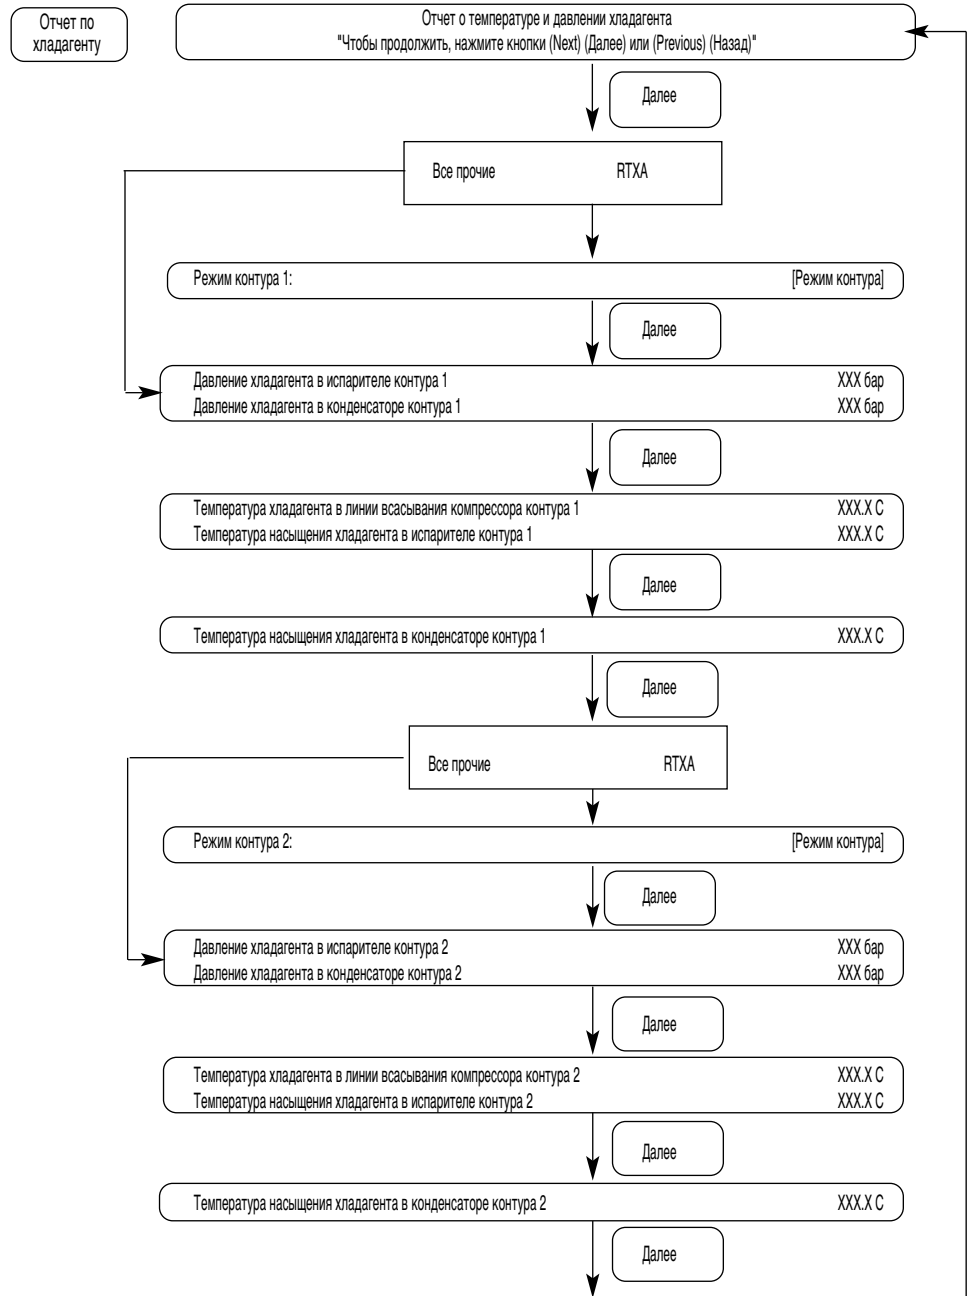 Отчет по
хладагенту
Отчет о температуре и давлении хладагента
"Чтобы продолжить, нажмите кнопки (Next) (Далее) или (Previous) (Назад)"
Далее
Все прочие RTXA
Режим контура 1: [Режим контура]
Далее
Давление хладагента в испарителе контура 1 XXX бар
Давление хладагента в конденсаторе контура 1 XXX бар
Далее
Температура хладагента в линии всасывания компрессора контура 1 XXX.X C
Температура насыщения хладагента в испарителе контура 1 XXX.X C
Далее
Температура насыщения хладагента в конденсаторе контура 1 XXX.X C
Далее
Все прочие RTXA
Режим контура 2: [Режим контура]
Далее
Давление хладагента в испарителе контура 2 XXX бар
Давление хладагента в конденсаторе контура 2 XXX бар
Далее
Температура хладагента в линии всасывания компрессора контура 2 XXX.X C
Температура насыщения хладагента в испарителе контура 2 XXX.X C
Далее
Температура насыщения хладагента в конденсаторе контура 2 XXX.X C
Далее